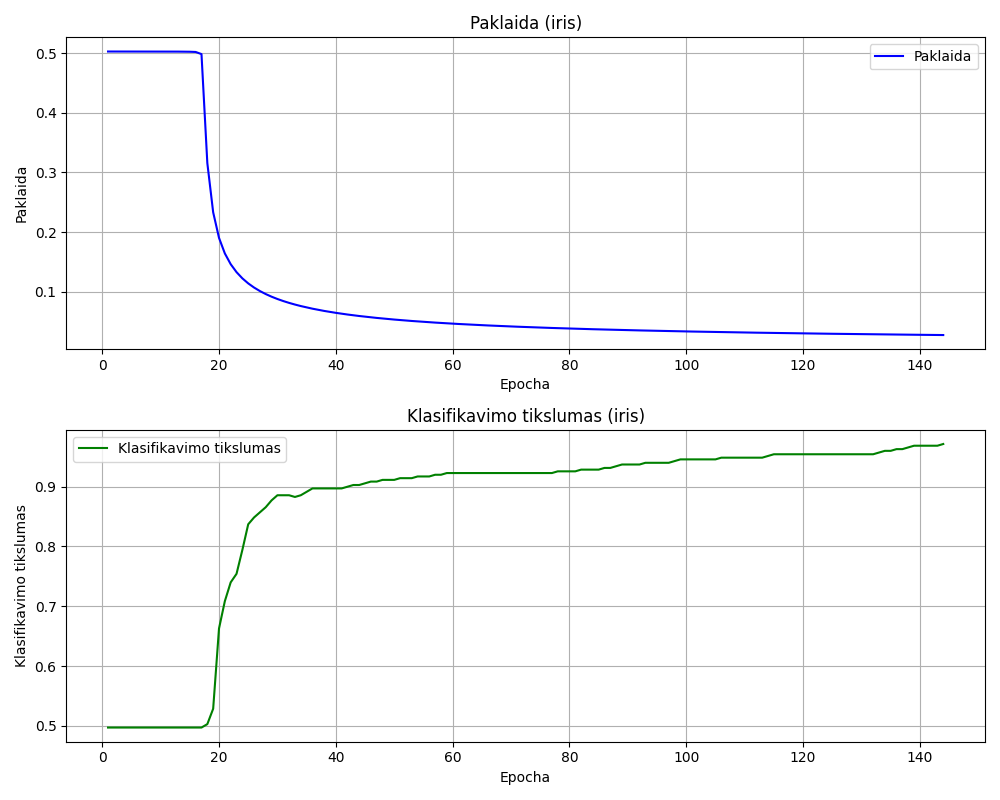 Paklaida (iris)
Paklaida
0.5
0.4
0.3
0.2
0.1
Paklaida
0 20 40 60 80 100 120 140
Epocha
Klasifikavimo tikslumas (iris)
Klasifikavimo tikslumas
0.9
0.8
0.7
0.6
0.5
Klasifikavimo tikslumas
0 20 40 60 80 100 120 140
Epocha